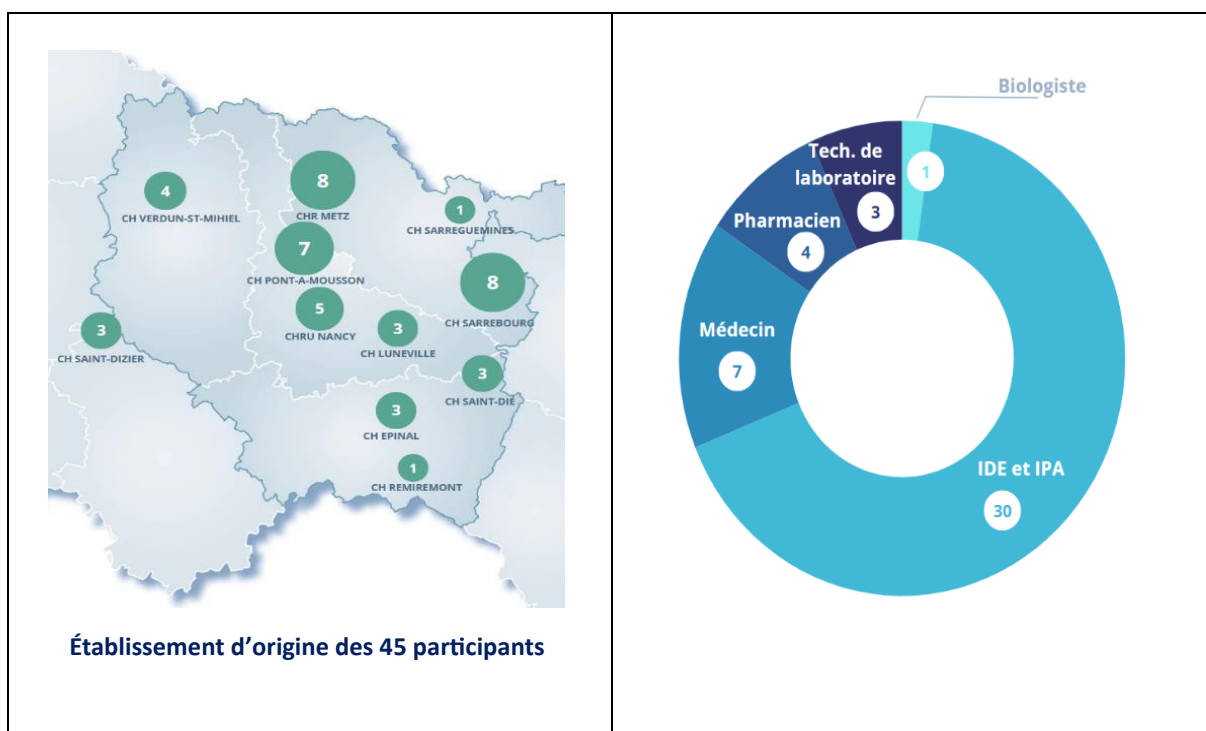 4
CH VERDUN-ST-MIHIEL
8
CHR METZ
1
CH SARREGUEMINES
7
CH PONT-A-MOUSSON
8
CH SARREBOURG
5
CHRU NANCY
3
CH LUNEVILLE
3
CH SAINT-DIZIER
3
CH SAINT-DIE
3
CH EPINAL
1
CH REMIREMONT
Établissement d’origine des 45 participants
Biologiste
1
Tech. de
laboratoire
3
Pharmacien
4
Médecin
7
IDE et IPA
30